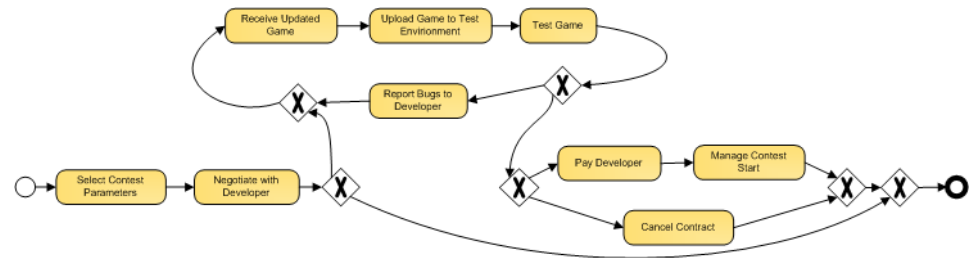 Receive Updated
Game
Upload Game to Test
Envirionment
Test Game
Report Bugs to
Developer
Select Contest
Parameters
Negotiate with
Developer
Pay Developer
Manage Contest
Start
Cancel Contract